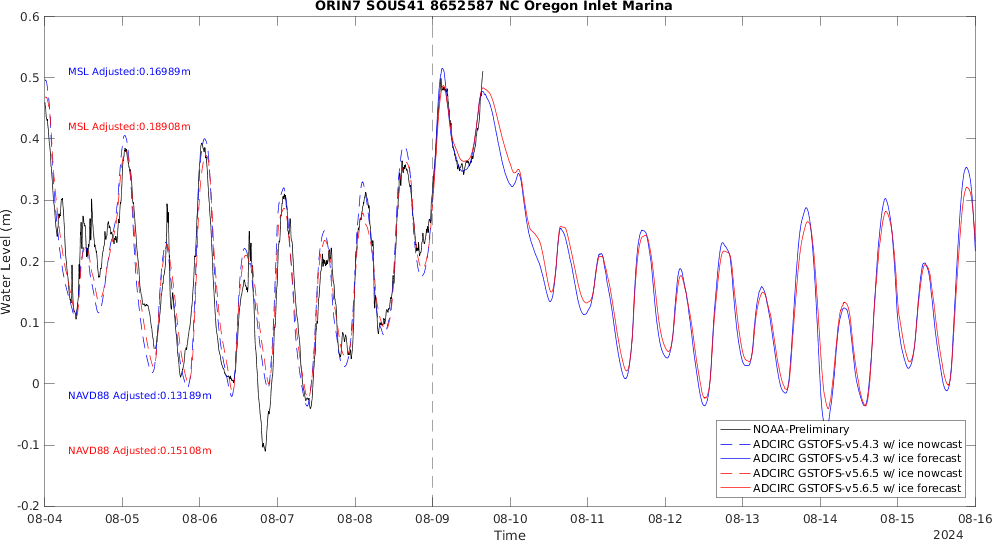 ORIN7 SOUS41 8652587 NC Oregon Inlet Marina
0.6
0.5
0.4
0.3
0.2
0.1
0
-0.1
-0.2
Water Level (m)
MSL Adjusted:0.16989m
MSL Adjusted:0.18908m
NAVD88 Adjusted:0.13189m
NAVD88 Adjusted:0.15108m
NOAA-Preliminary
ADCIRC GSTOFS-v5.4.3 w/ ice nowcast
ADCIRC GSTOFS-v5.4.3 w/ ice forecast
ADCIRC GSTOFS-v5.6.5 w/ ice nowcast
ADCIRC GSTOFS-v5.6.5 w/ ice forecast
08-04 08-05 08-06 08-07 08-08 08-09 08-10 08-11 08-12 08-13 08-14 08-15 08-16
Time
2024